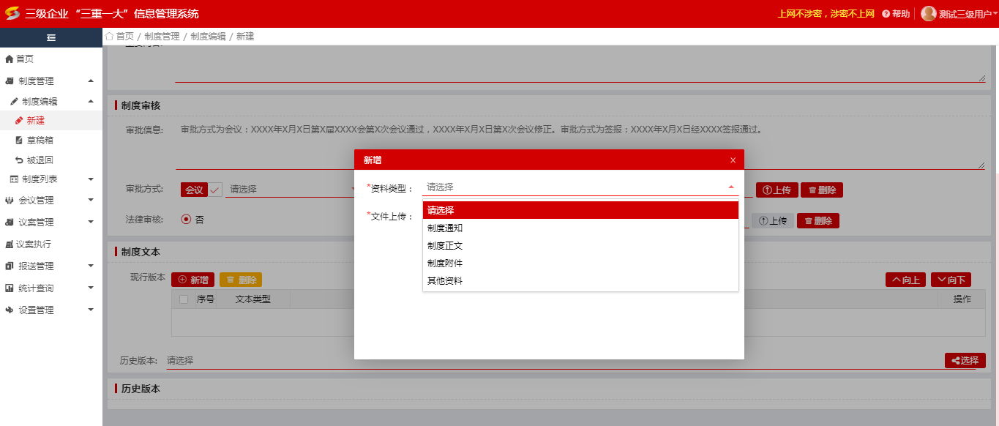 三级企业 “三重一大” 信息管理系统
上网不涉密，涉密不上网 帮助 测试三级用户
首页 / 制度管理 / 制度编辑 / 新建
首页
制度管理
制度编辑
新建
草稿箱
被退回
制度列表
会议管理
议案管理
议案执行
报送管理
统计查询
设置管理
制度审核
审批信息: 审批方式为会议：XXXX年X月X日第X届XXXX会第X次会议通过，XXXX年X月X日第X次会议修正。审批方式为签报：XXXX年X月X日经XXXX签报通过。
审批方式: 会议 请选择 上传 删除
法律审核: 否 上传 删除
新增 ×
*资料类型： 请选择
*文件上传：
请选择
制度通知
制度正文
制度附件
其他资料
制度文本
现行版本 新增 删除 向上 向下
序号 文本类型 操作
历史版本: 请选择 选择
历史版本